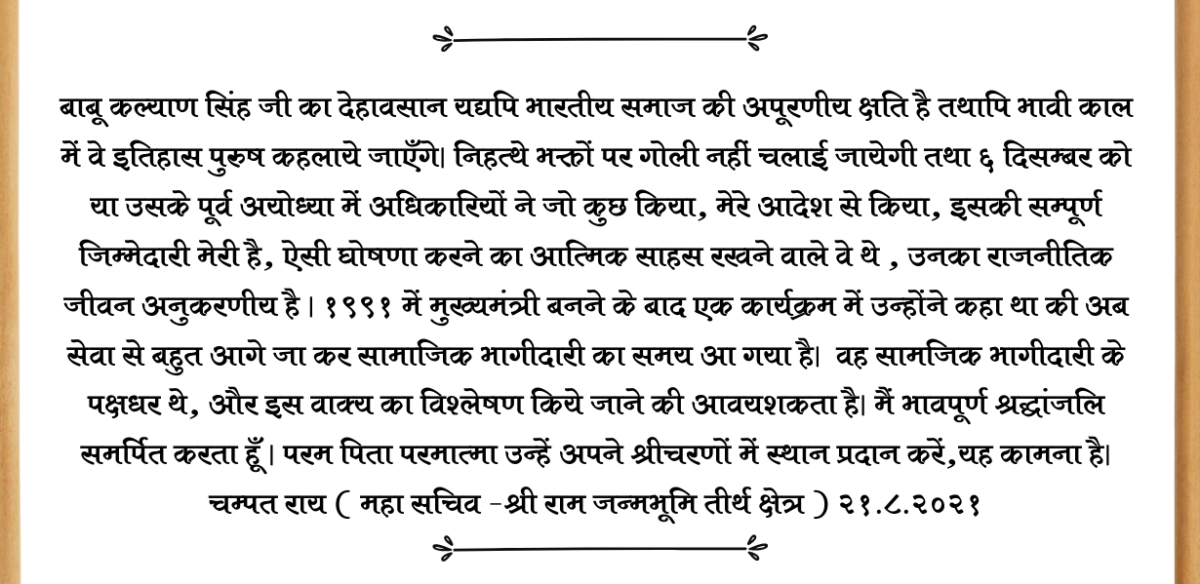 बाबू कल्याण सिंह जी का देहावसान यद्यपि भारतीय समाज की अपूरणीय क्षति है तथापि भावी काल
में वे इतिहास पुरुष कहलाये जाएँगे| निहत्थे भक्तों पर गोली नहीं चलाई जायेगी तथा ६ दिसम्बर को
या उसके पूर्व अयोध्या में अधिकारियों ने जो कुछ किया, मेरे आदेश से किया, इसकी सम्पूर्ण
जिम्मेदारी मेरी है, ऐसी घोषणा करने का आत्मिक साहस रखने वाले वे थे , उनका राजनीतिक
जीवन अनुकरणीय है | १९९१ में मुख्यमंत्री बनने के बाद एक कार्यक्रम में उन्होंने कहा था की अब
सेवा से बहुत आगे जा कर सामाजिक भागीदारी का समय आ गया है| वह सामजिक भागीदारी के
पक्षधर थे, और इस वाक्य का विश्लेषण किये जाने की आवयशकता है| मैं भावपूर्ण श्रद्धांजलि
समर्पित करता हूँ | परम पिता परमात्मा उन्हें अपने श्रीचरणों में स्थान प्रदान करें,यह कामना है|
चम्पत राय ( महा सचिव -श्री राम जन्मभूमि तीर्थ क्षेत्र ) २१.८.२०२१